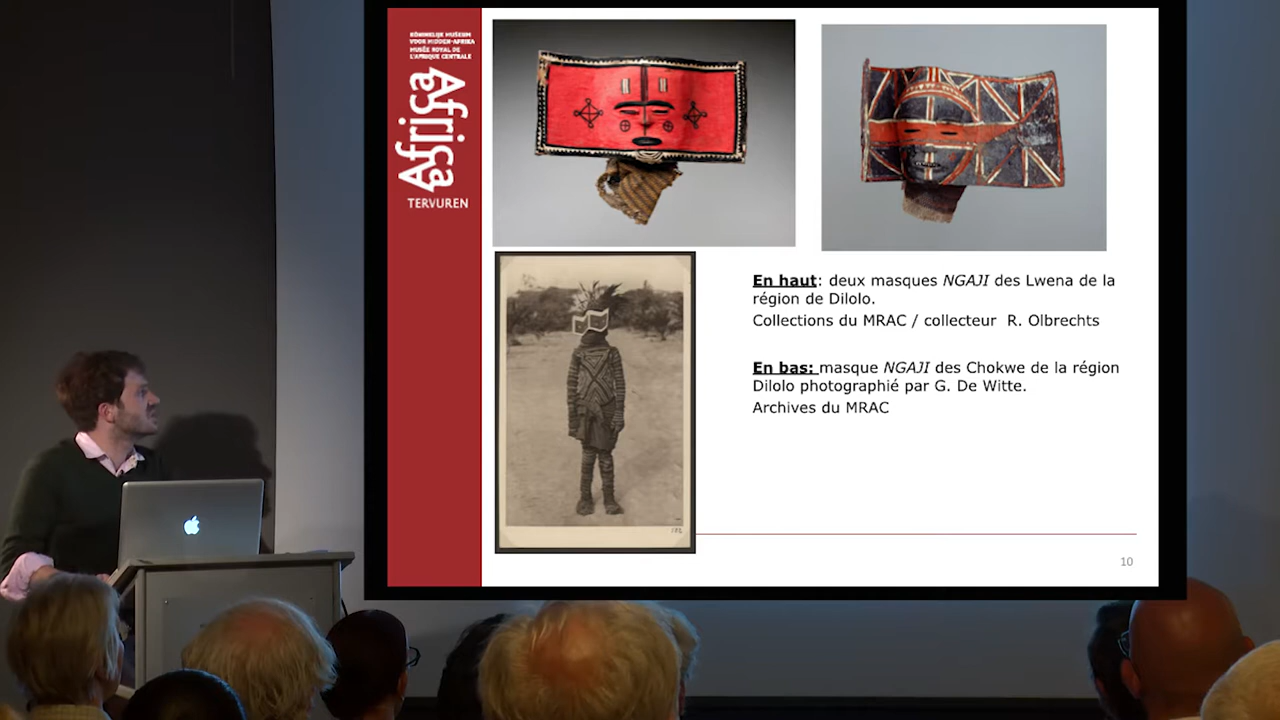 KONINKLIJK MUSEUM
VOOR MIDDEN-AFRIKA
MUSÉE ROYAL DE
L'AFRIQUE CENTRALE
Africa
Africa
TERVUREN
En haut: deux masques NGAJI des Lwena de la
région de Dilolo.
Collections du MRAC / collecteur R. Olbrechts
En bas: masque NGAJI des Chokwe de la région
Dilolo photographié par G. De Witte.
Archives du MRAC
10